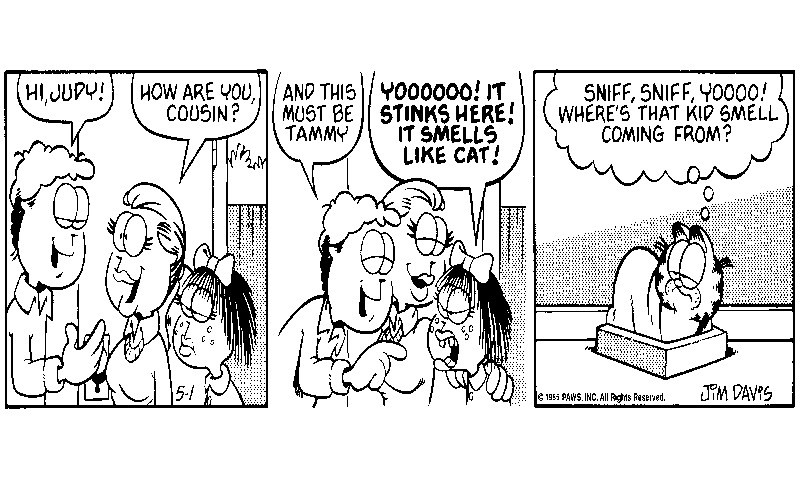 HI, JUDY!
HOW ARE YOU,
COUSIN?
5-1
AND THIS
MUST BE
TAMMY
YOOOOOO! IT
STINKS HERE!
IT SMELLS
LIKE CAT!
SNIFF, SNIFF, YOOOO!
WHERE'S THAT KID SMELL
COMING FROM?
PAWS, INC. All Rights Reserved.
JIM DAVIS